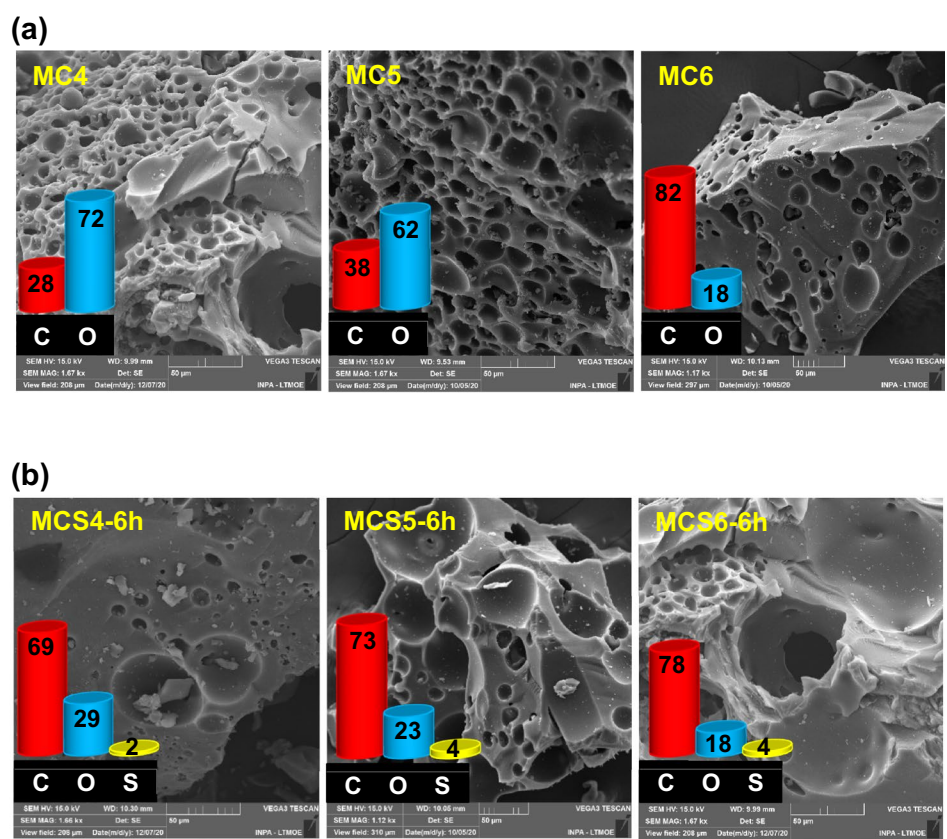 (a)
MC4
72
28
C O
SEM HV: 15.0 kV WD: 9.99 mm VEGA3 TESCAN
SEM MAG: 1.67 kx Det: SE 50 µm
View field: 208 µm Date(m/d/y): 12/07/20 INPA - LTMOE
MC5
62
38
C O
SEM HV: 15.0 kV WD: 9.53 mm VEGA3 TESCAN
SEM MAG: 1.67 kx Det: SE 50 µm
View field: 208 µm Date(m/d/y): 10/05/20 INPA - LTMOE
MC6
82
18
C O
SEM HV: 15.0 kV WD: 10.13 mm VEGA3 TESCAN
SEM MAG: 1.17 kx Det: SE 50 µm
View field: 297 µm Date(m/d/y): 10/05/20 INPA - LTMOE
(b)
MCS4-6h
69
29
2
C O S
SEM HV: 15.0 kV WD: 10.30 mm VEGA3 TESCAN
SEM MAG: 1.66 kx Det: SE 50 µm
View field: 205 µm Date(m/d/y): 12/07/20 INPA - LTMOE
MCS5-6h
73
23
4
C O S
SEM HV: 15.0 kV WD: 10.05 mm VEGA3 TESCAN
SEM MAG: 1.12 kx Det: SE 50 µm
View field: 310 µm Date(m/d/y): 10/05/20 INPA - LTMOE
MCS6-6h
78
18
4
C O S
SEM HV: 15.0 kV WD: 9.99 mm VEGA3 TESCAN
SEM MAG: 1.67 kx Det: SE 50 µm
View field: 208 µm Date(m/d/y): 12/07/20 INPA - LTMOE